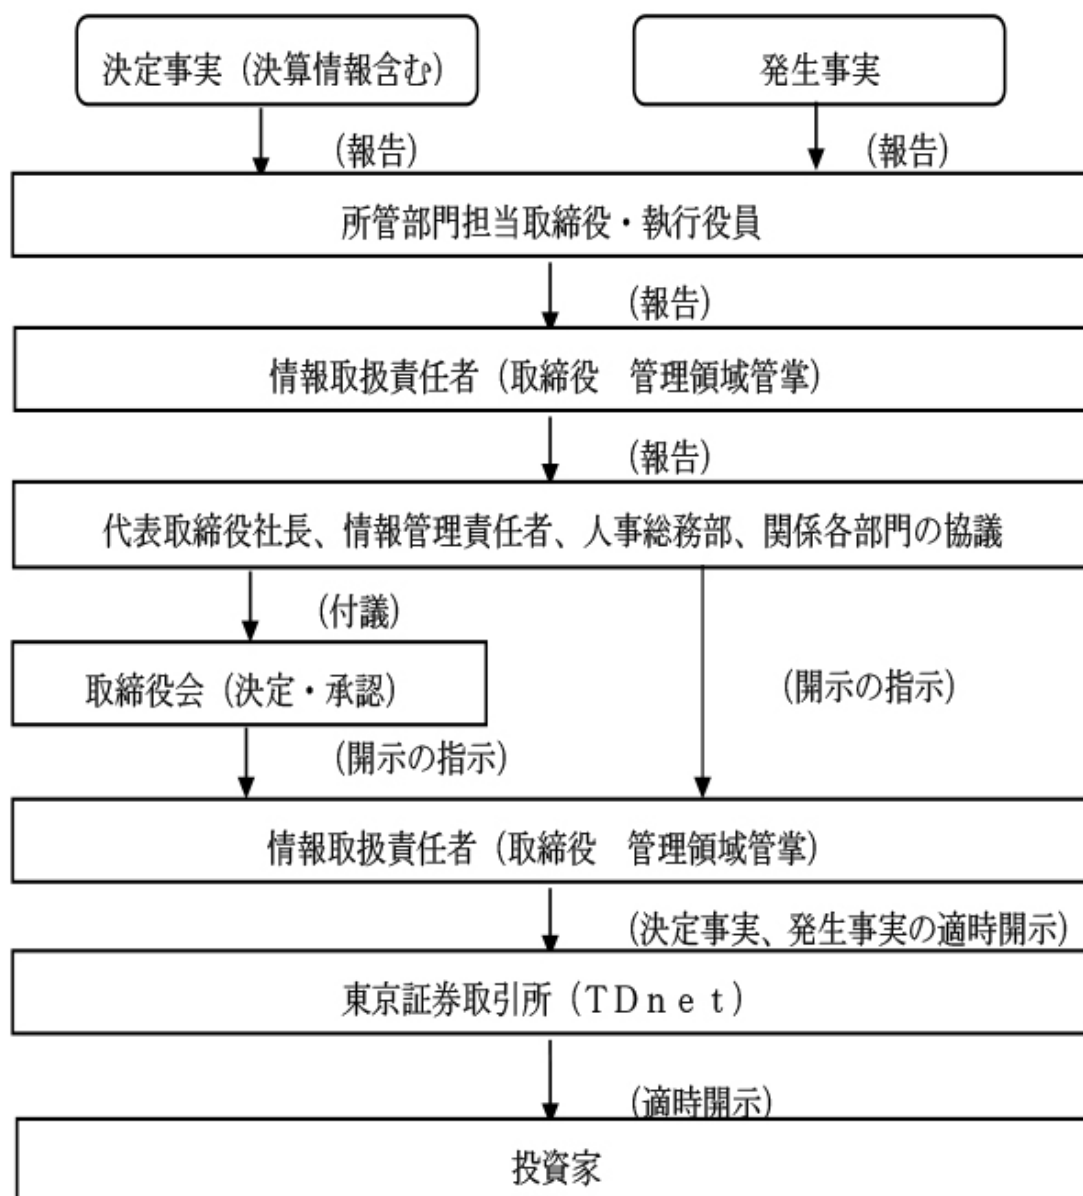 決定事実（決算情報含む）
発生事実
（報告）
（報告）
所管部門担当取締役・執行役員
（報告）
情報取扱責任者（取締役　管理領域管掌）
（報告）
代表取締役社長、情報管理責任者、人事総務部、関係各部門の協議
（付議）
取締役会（決定・承認）
（開示の指示）
（開示の指示）
情報取扱責任者（取締役　管理領域管掌）
（決定事実、発生事実の適時開示）
東京証券取引所（ＴＤｎｅｔ）
（適時開示）
投資家